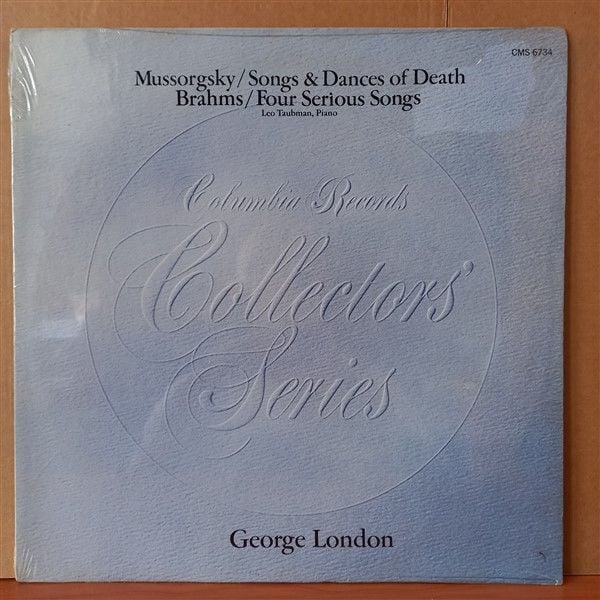 CMS 6734
Mussorgsky/Songs & Dances of Death
Brahms/Four Serious Songs
Leo Taubman, Piano
Columbia Records
Collectors'
Series
George London